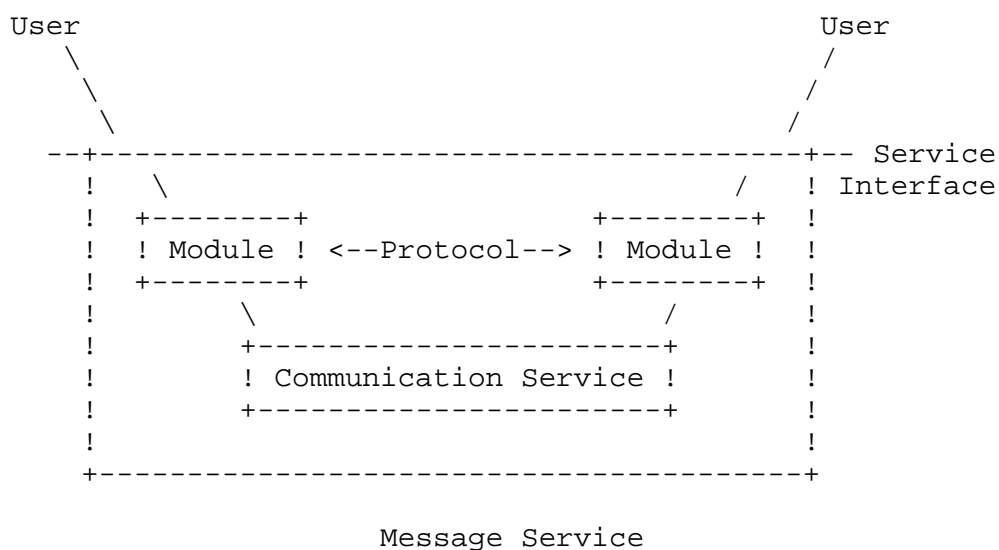 User User
--+-----------------------------------------+-- Service
! \ / ! Interface
! +--------+ +--------+ !
! ! Module ! <--Protocol--> ! Module ! !
! +--------+ +--------+ !
! \ / !
! +-----------------------+ !
! ! Communication Service ! !
! +-----------------------+ !
! !
+-----------------------------------------+
Message Service